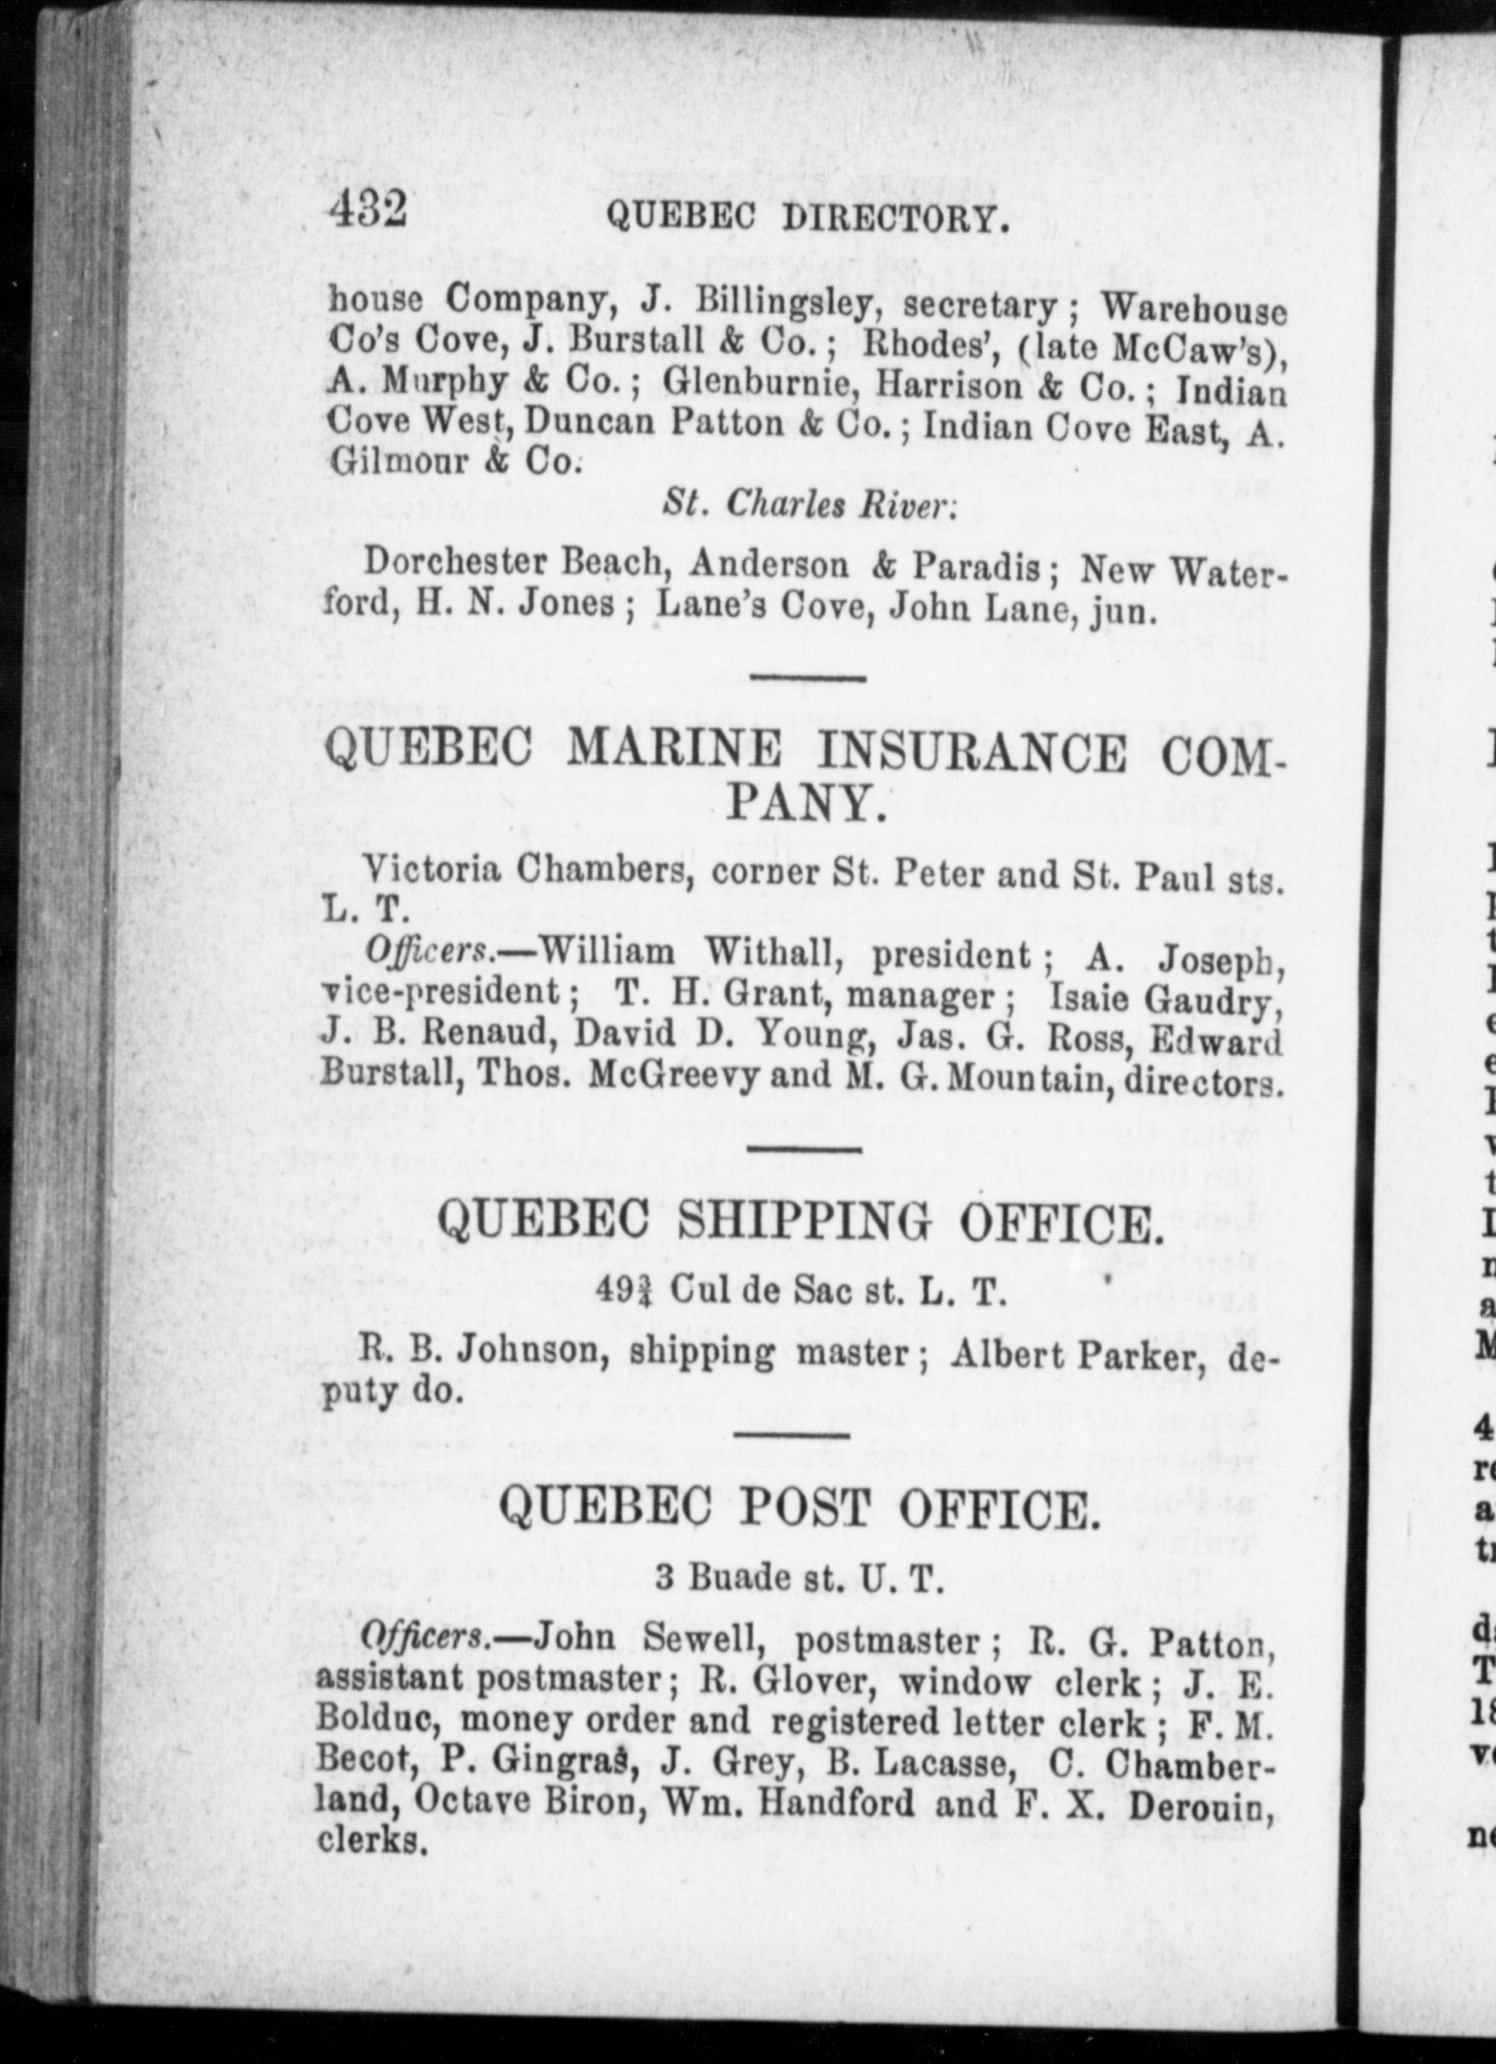 432 QUEBEC DIRECTORY.
house Company, J. Billingsley, secretary ; Warehouse
Co's Cove, J. Burstall & Co. ; Rhodes', (late McCaw's),
A. Murphy & Co. ; Glenburnie, Harrison & Co. ; Indian
Cove West, Duncan Patton & Co. ; Indian Cove East, A.
Gilmour & Co.
St. Charles River:
Dorchester Beach, Anderson & Paradis ; New Water-
ford, H. N. Jones ; Lane's Cove, John Lane, jun.
QUEBEC MARINE INSURANCE COM-
PANY.
Victoria Chambers, corner St. Peter and St. Paul sts.
L. T.
Officers.—William Withall, president ; A. Joseph,
vice-president ; T. H. Grant, manager ; Isaie Gaudry,
J. B. Renaud, David D. Young, Jas. G. Ross, Edward
Burstall, Thos. McGreevy and M. G. Mountain, directors.
QUEBEC SHIPPING OFFICE.
49¾ Cul de Sac st. L. T.
R. B. Johnson, shipping master ; Albert Parker, de-
puty do.
QUEBEC POST OFFICE.
3 Buade st. U. T.
Officers.—John Sewell, postmaster ; R. G. Patton,
assistant postmaster ; R. Glover, window clerk ; J. E.
Bolduc, money order and registered letter clerk ; F. M.
Becot, P. Gingras, J. Grey, B. Lacasse, C. Chamber-
land, Octave Biron, Wm. Handford and F. X. Derouin,
clerks.